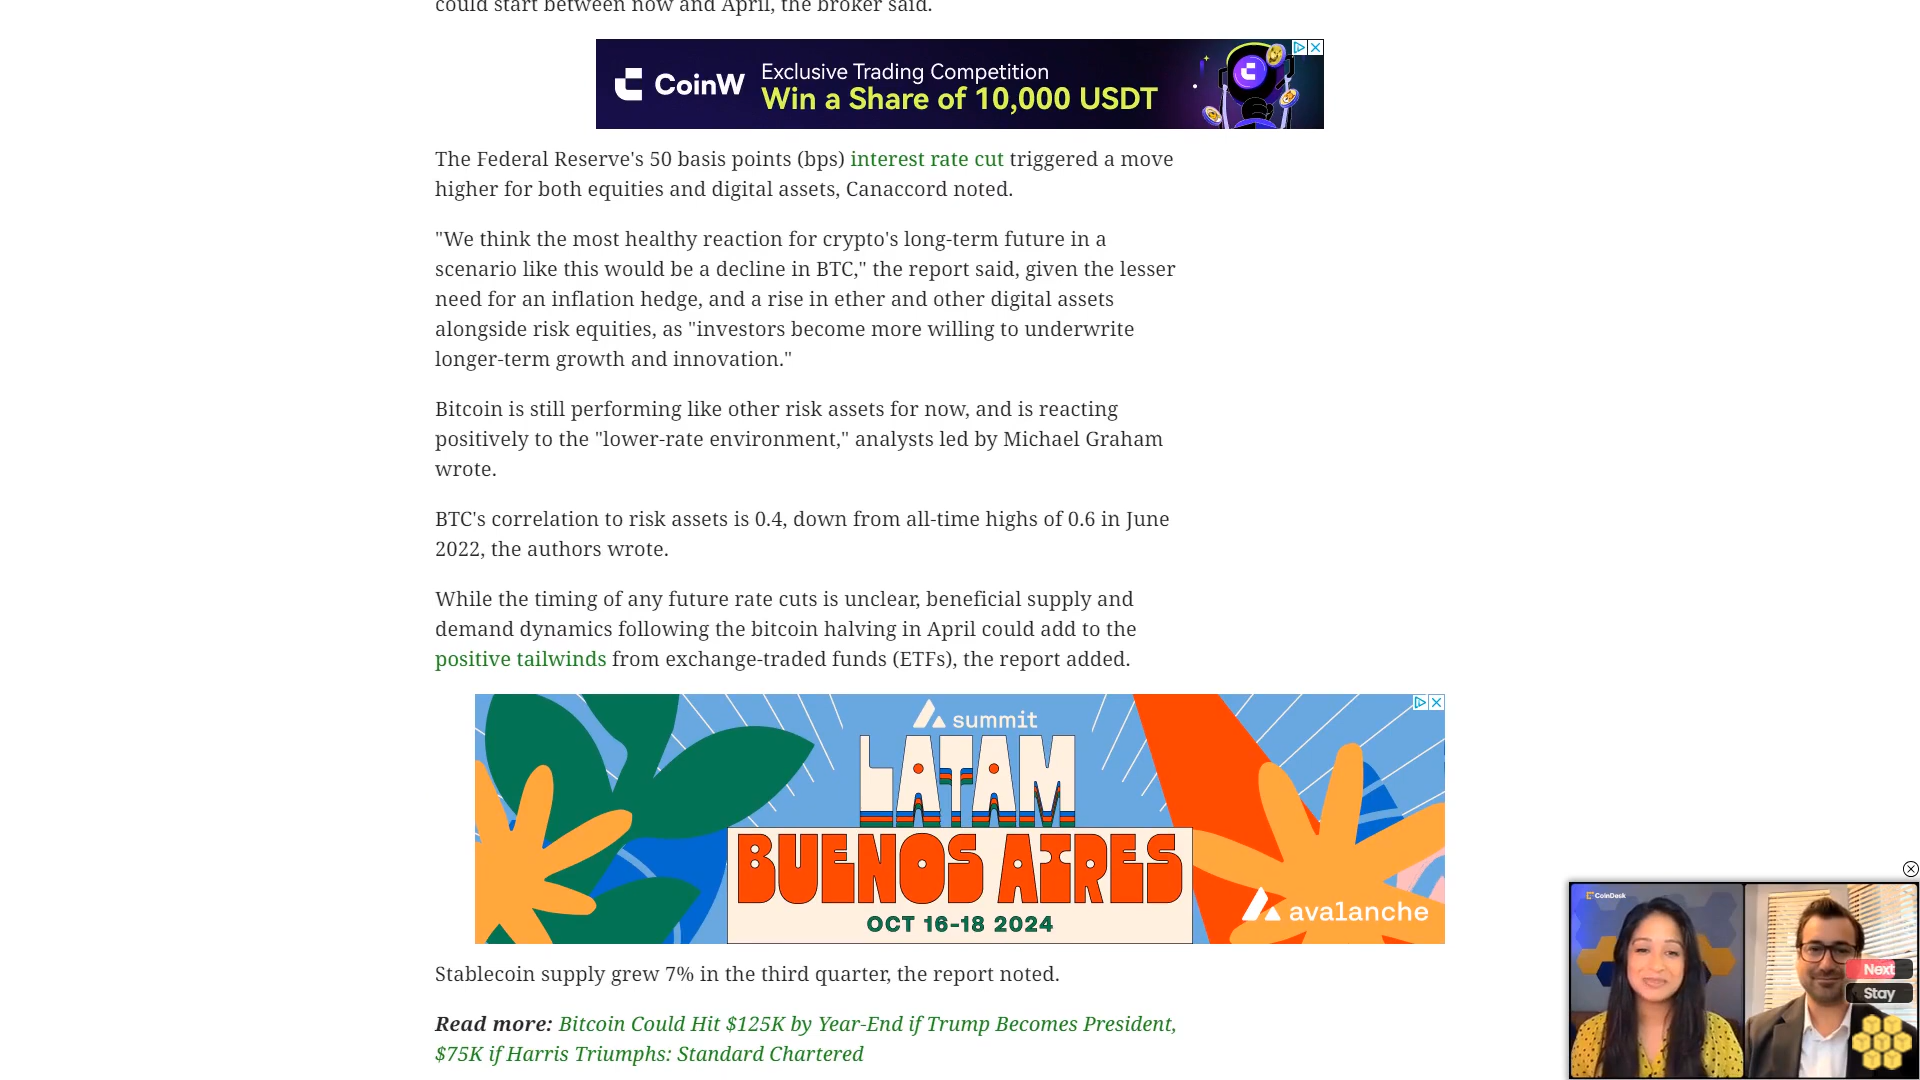 could start between now and April, the broker said.
CoinW
Exclusive Trading Competition
Win a Share of 10,000 USDT
The Federal Reserve's 50 basis points (bps) interest rate cut triggered a move
higher for both equities and digital assets, Canaccord noted.
"We think the most healthy reaction for crypto's long-term future in a
scenario like this would be a decline in BTC," the report said, given the lesser
need for an inflation hedge, and a rise in ether and other digital assets
alongside risk equities, as "investors become more willing to underwrite
longer-term growth and innovation."
Bitcoin is still performing like other risk assets for now, and is reacting
positively to the "lower-rate environment," analysts led by Michael Graham
wrote.
BTC's correlation to risk assets is 0.4, down from all-time highs of 0.6 in June
2022, the authors wrote.
While the timing of any future rate cuts is unclear, beneficial supply and
demand dynamics following the bitcoin halving in April could add to the
positive tailwinds from exchange-traded funds (ETFs), the report added.
summit
LATAM
BUENOS AIRES
OCT 16-18 2024
avalanche
CoinDesk
Next
Stay
Stablecoin supply grew 7% in the third quarter, the report noted.
Read more: Bitcoin Could Hit $125K by Year-End if Trump Becomes President,
$75K if Harris Triumphs: Standard Chartered